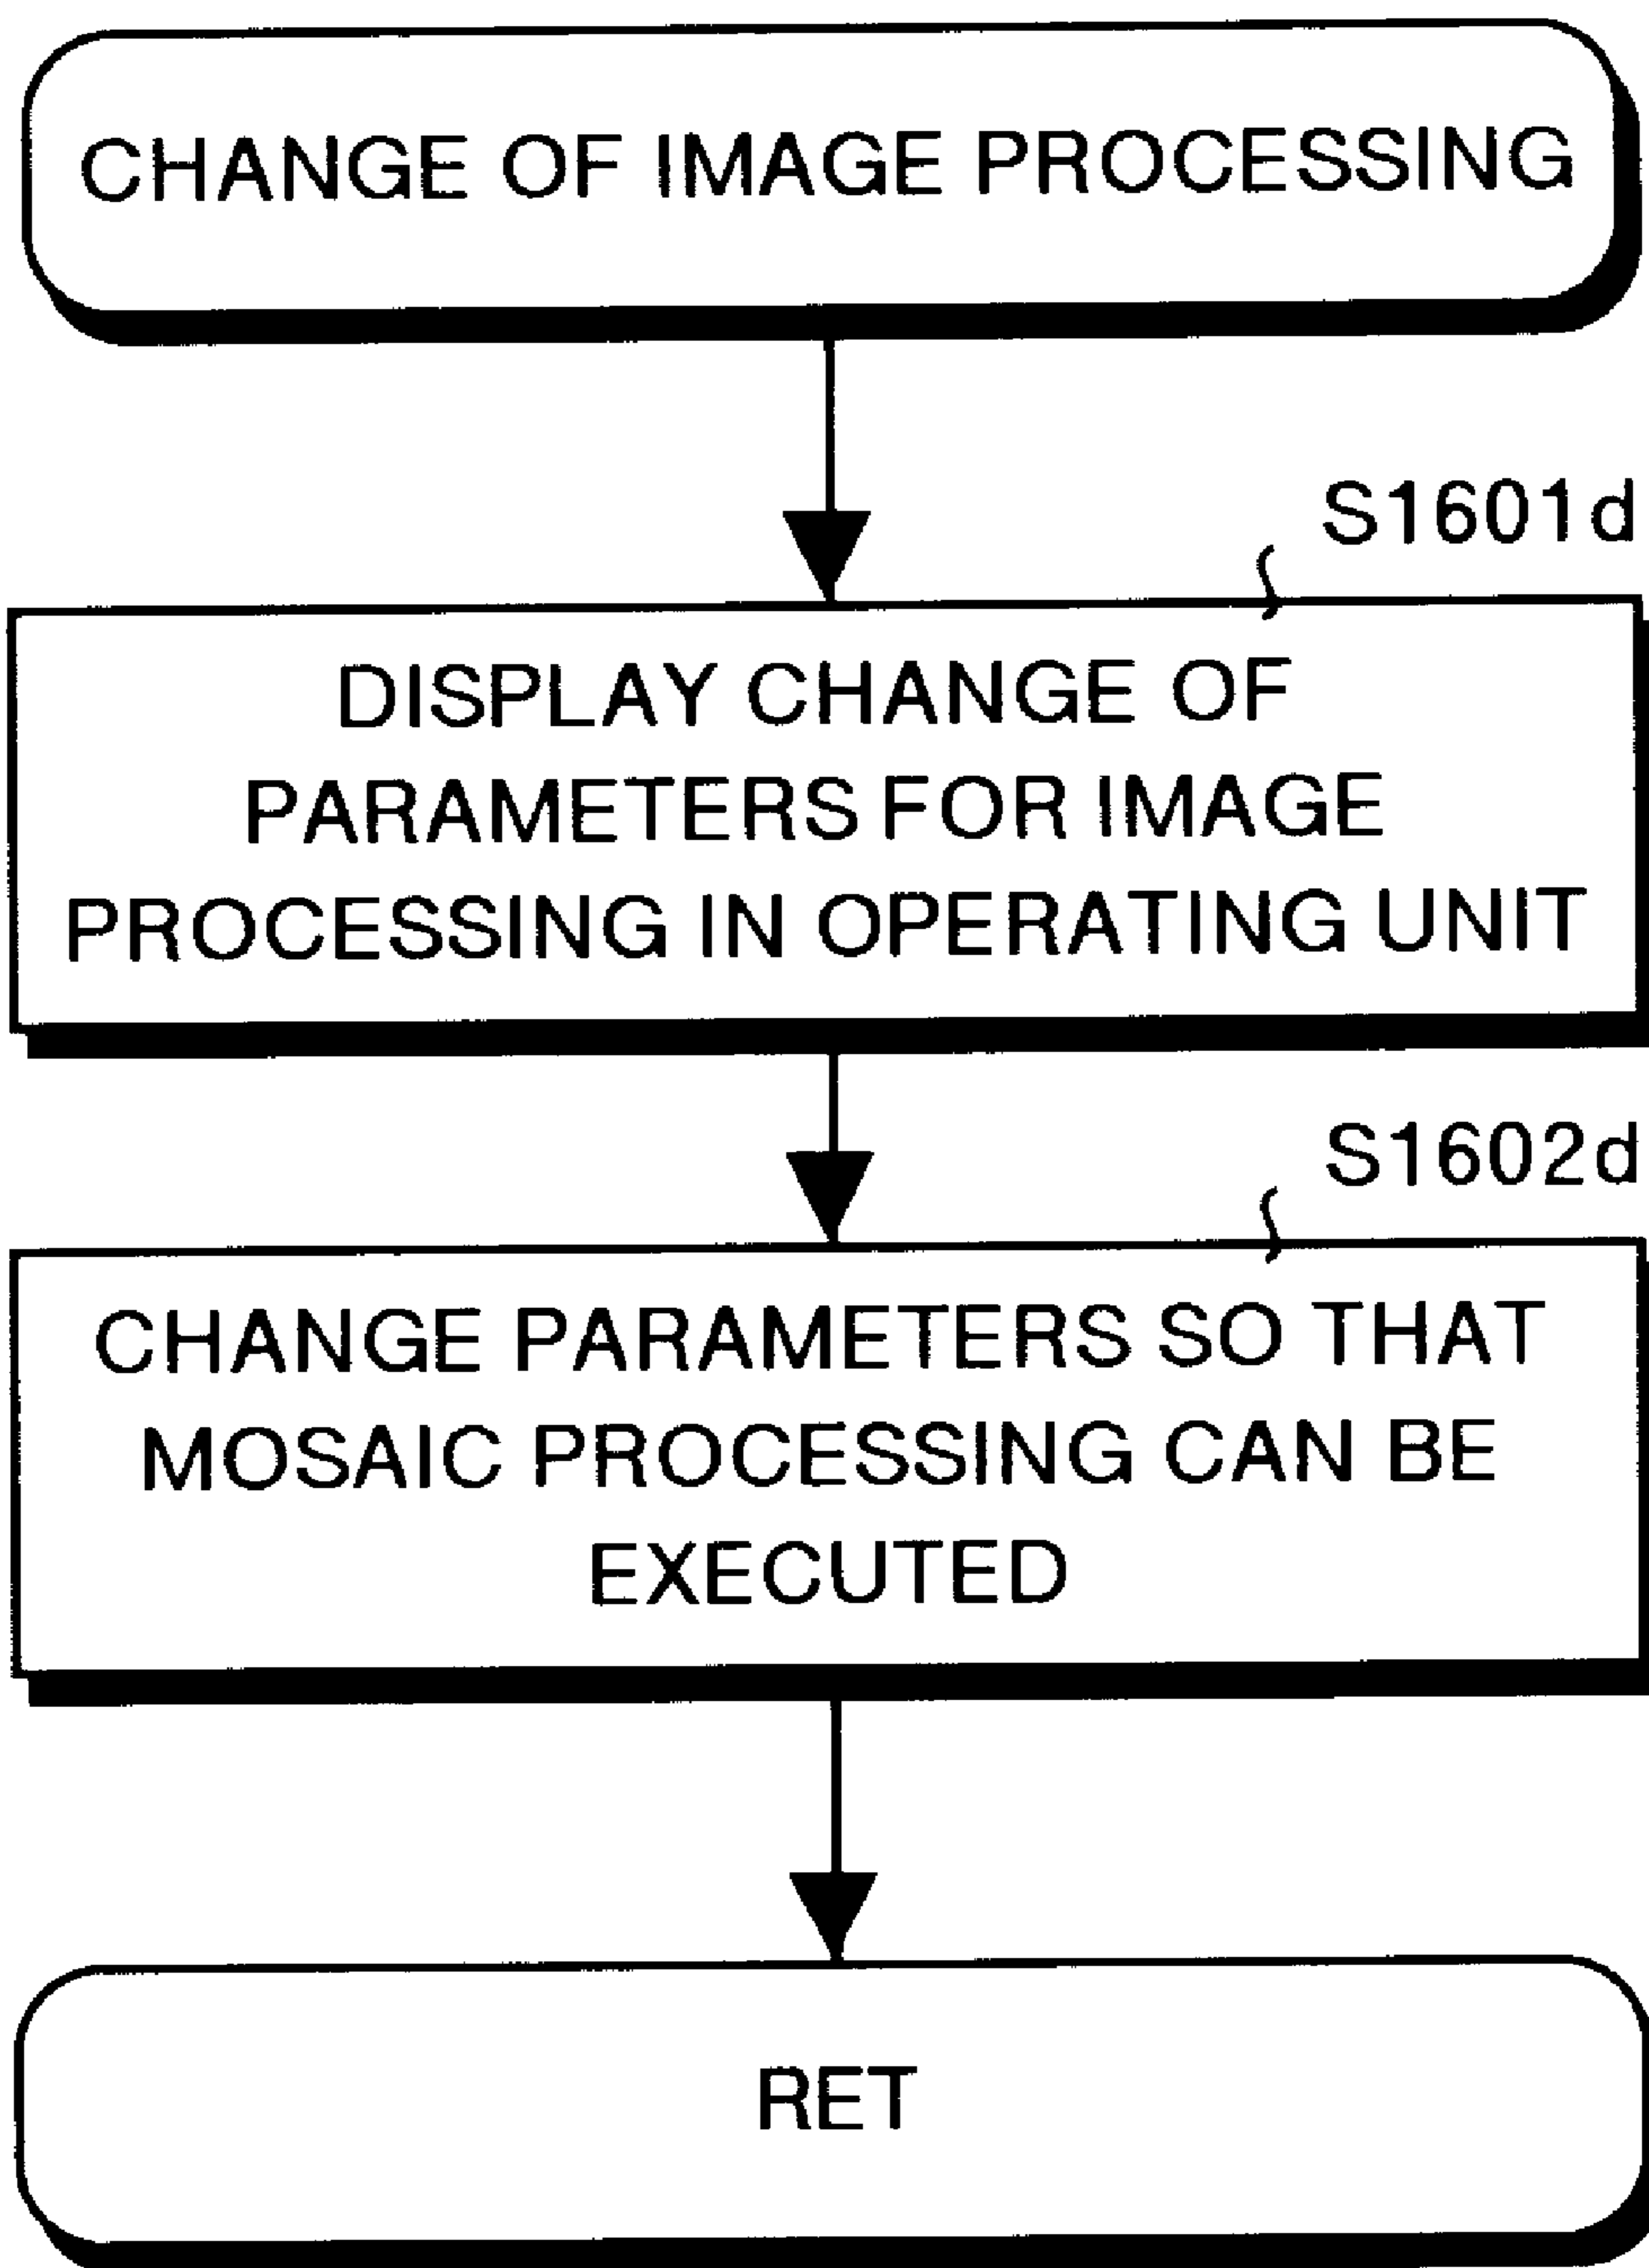 CHANGE OF IMAGE PROCESSING
S1601d
DISPLAY CHANGE OF
PARAMETERS FOR IMAGE
PROCESSING IN OPERATING UNIT
S1602d
CHANGE PARAMETERS SO THAT
MOSAIC PROCESSING CAN BE
EXECUTED
RET